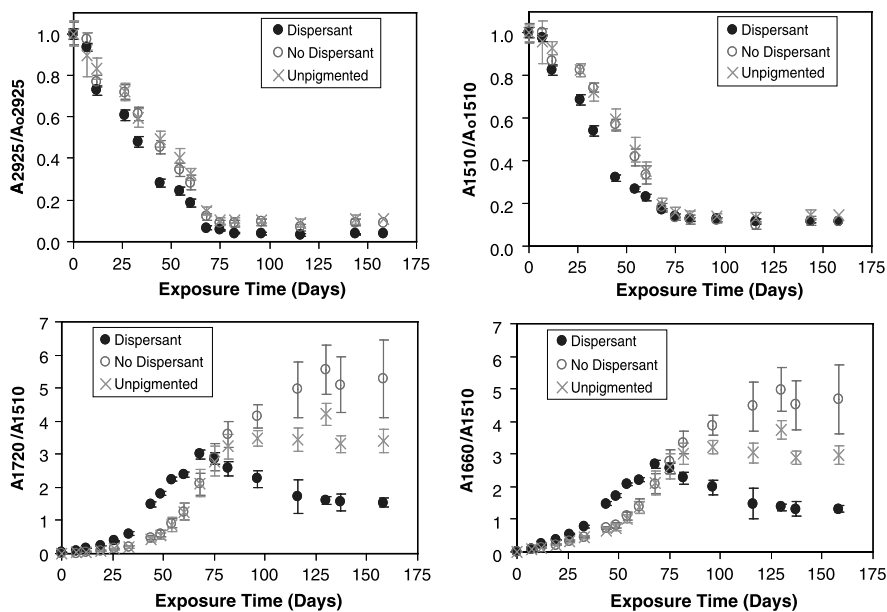 1.0
0.8
0.6
0.4
0.2
0.0
A2925/Ao2925
Dispersant
No Dispersant
Unpigmented
0 25 50 75 100 125 150 175
Exposure Time (Days)
1.0
0.8
0.6
0.4
0.2
0.0
A1510/Ao1510
Dispersant
No Dispersant
Unpigmented
0 25 50 75 100 125 150 175
Exposure Time (Days)
7
6
5
4
3
2
1
0
A1720/A1510
Dispersant
No Dispersant
Unpigmented
0 25 50 75 100 125 150 175
Exposure Time (Days)
7
6
5
4
3
2
1
0
A1660/A1510
Dispersant
No Dispersant
Unpigmented
0 25 50 75 100 125 150 175
Exposure Time (Days)